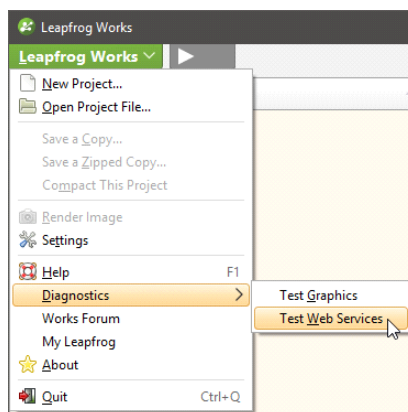 Leapfrog Works
Leapfrog Works
New Project...
Open Project File...
Save a Copy...
Save a Zipped Copy...
Compact This Project
Render Image
Settings
Help F1
Diagnostics
Test Graphics
Works Forum
Test Web Services
My Leapfrog
About
Quit Ctrl+Q